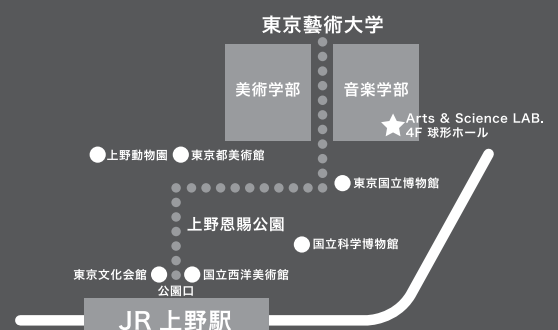 東京藝術大学
美術学部
音楽学部
Arts & Science LAB.
4F 球形ホール
上野動物園
東京都美術館
東京国立博物館
上野恩賜公園
国立科学博物館
東京文化会館
国立西洋美術館
公園口
JR 上野駅